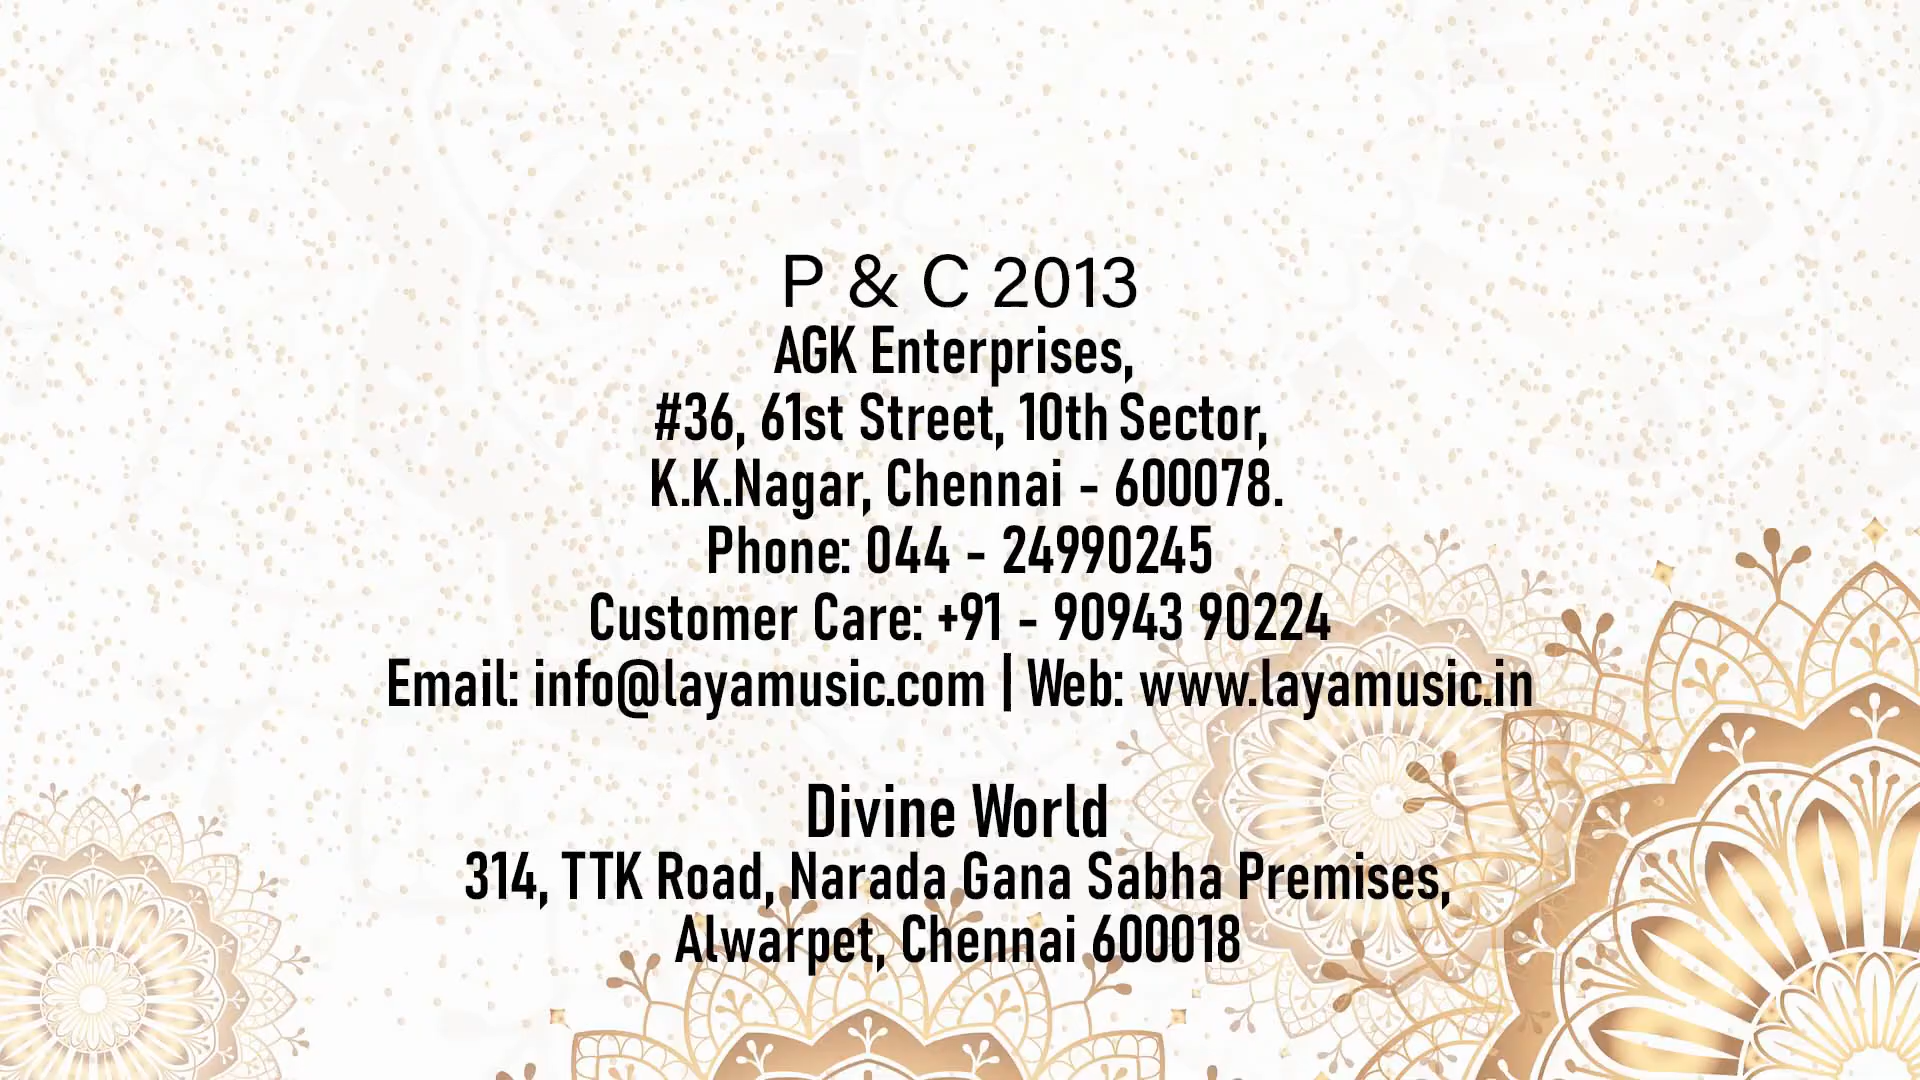 P & C 2013
AGK Enterprises,
#36, 61st Street, 10th Sector,
K.K.Nagar, Chennai - 600078.
Phone: 044 - 24990245
Customer Care: +91 - 90943 90224
Email: info@layamusic.com | Web: www.layamusic.in
Divine World
314, TTK Road, Narada Gana Sabha Premises,
Alwarpet, Chennai 600018